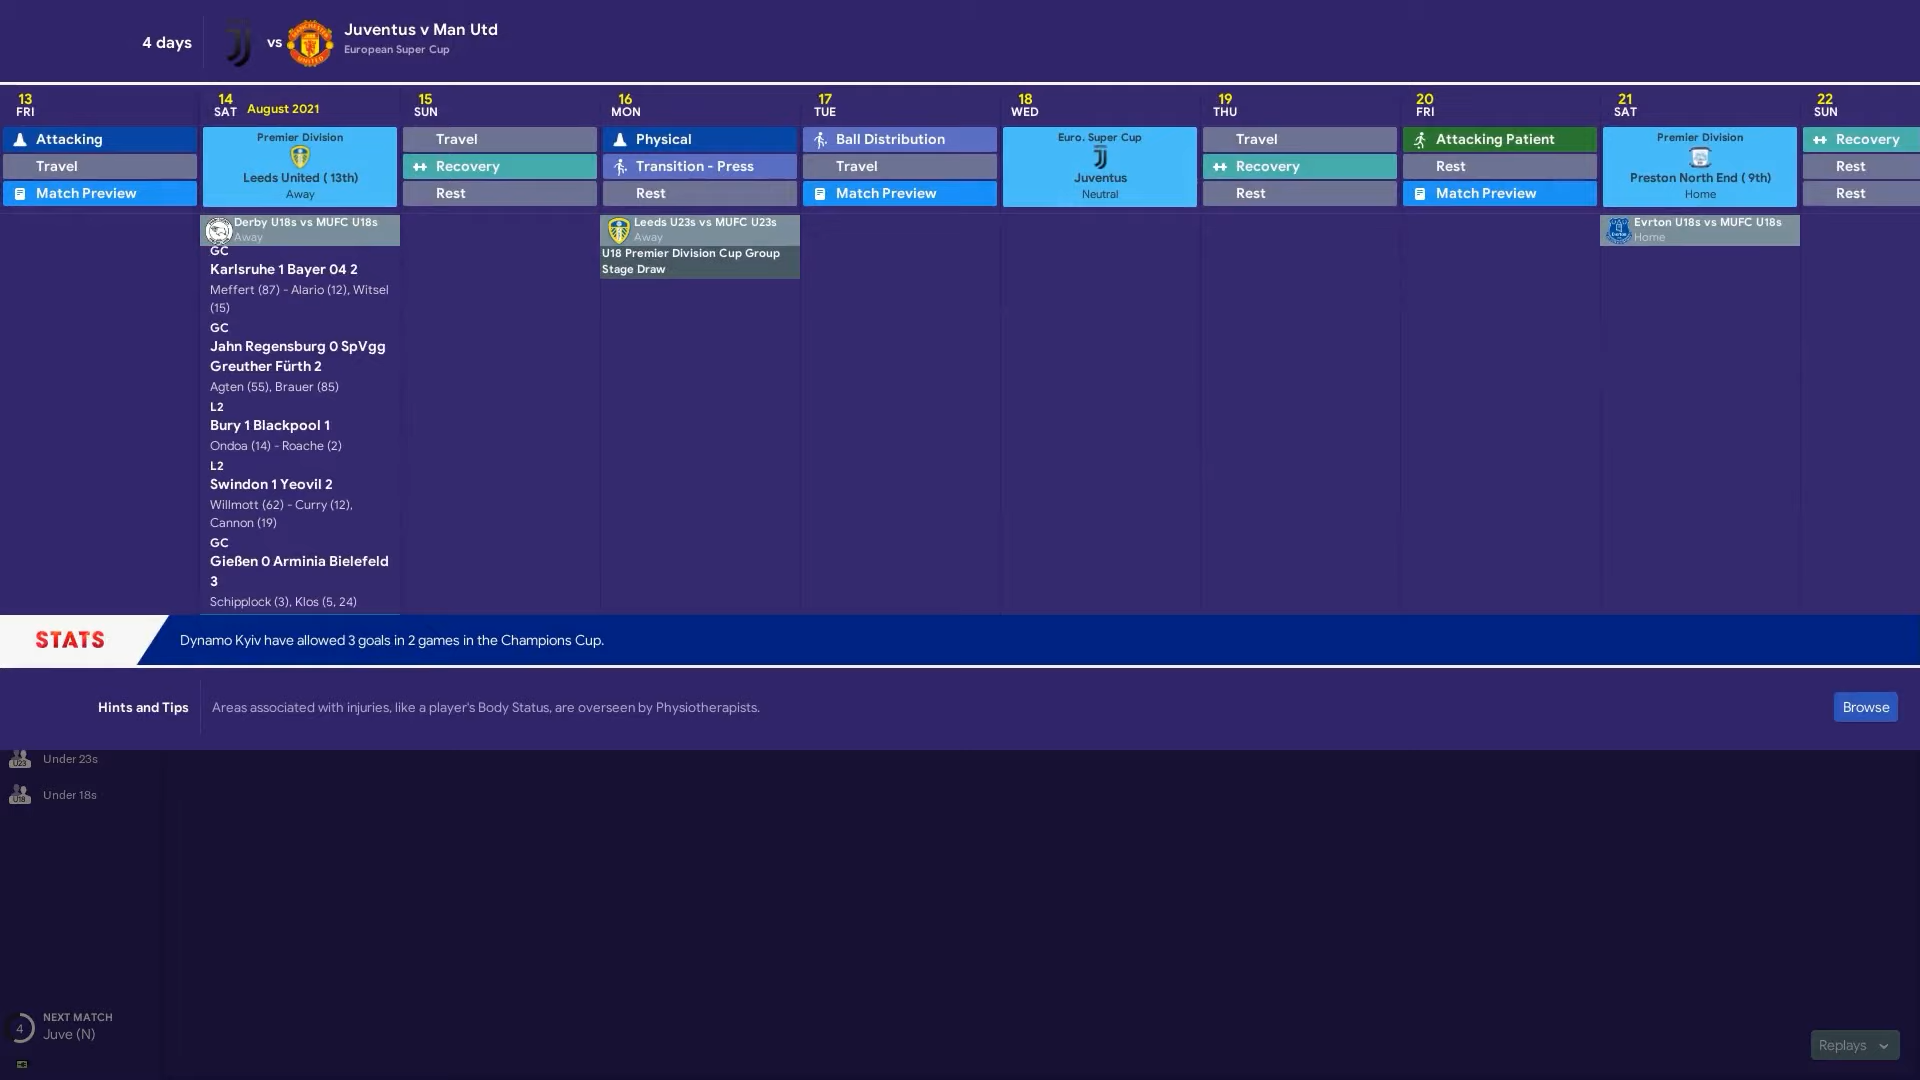 4 days
vs
Juventus v Man Utd
European Super Cup
13
FRI
Attacking
Travel
Match Preview
14
SAT August 2021
Premier Division
Leeds United ( 13th)
Away
Derby U18s vs MUFC U18s
Away
GC
Karlsruhe 1 Bayer 04 2
Meffert (87) - Alario (12), Witsel
(15)
GC
Jahn Regensburg 0 SpVgg
Greuther Fürth 2
Agten (55), Brauer (85)
L2
Bury 1 Blackpool 1
Ondoa (14) - Roache (2)
L2
Swindon 1 Yeovil 2
Willmott (62) - Curry (12),
Cannon (19)
GC
Gießen 0 Arminia Bielefeld
3
Schipplock (3), Klos (5, 24)
15
SUN
Travel
Recovery
Rest
16
MON
Physical
Transition - Press
Rest
Leeds U23s vs MUFC U23s
Away
U18 Premier Division Cup Group
Stage Draw
17
TUE
Ball Distribution
Travel
Match Preview
18
WED
Euro. Super Cup
Juventus
Neutral
19
THU
Travel
Recovery
Rest
20
FRI
Attacking Patient
Rest
Match Preview
21
SAT
Premier Division
Preston North End ( 9th)
Home
Evrton U18s vs MUFC U18s
Home
22
SUN
Recovery
Rest
Rest
STATS
Dynamo Kyiv have allowed 3 goals in 2 games in the Champions Cup.
Hints and Tips
Areas associated with injuries, like a player's Body Status, are overseen by Physiotherapists.
Browse
U23
Under 23s
U18
Under 18s
4
NEXT MATCH
Juve (N)
Replays